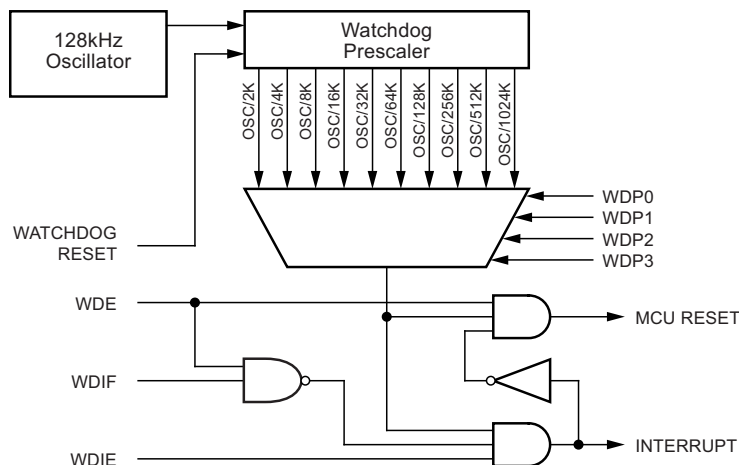 128kHz
Oscillator
Watchdog
Prescaler
OSC/2K
OSC/4K
OSC/8K
OSC/16K
OSC/32K
OSC/64K
OSC/128K
OSC/256K
OSC/512K
OSC/1024K
WDP0
WDP1
WDP2
WDP3
WATCHDOG
RESET
WDE
MCU RESET
WDIF
INTERRUPT
WDIE